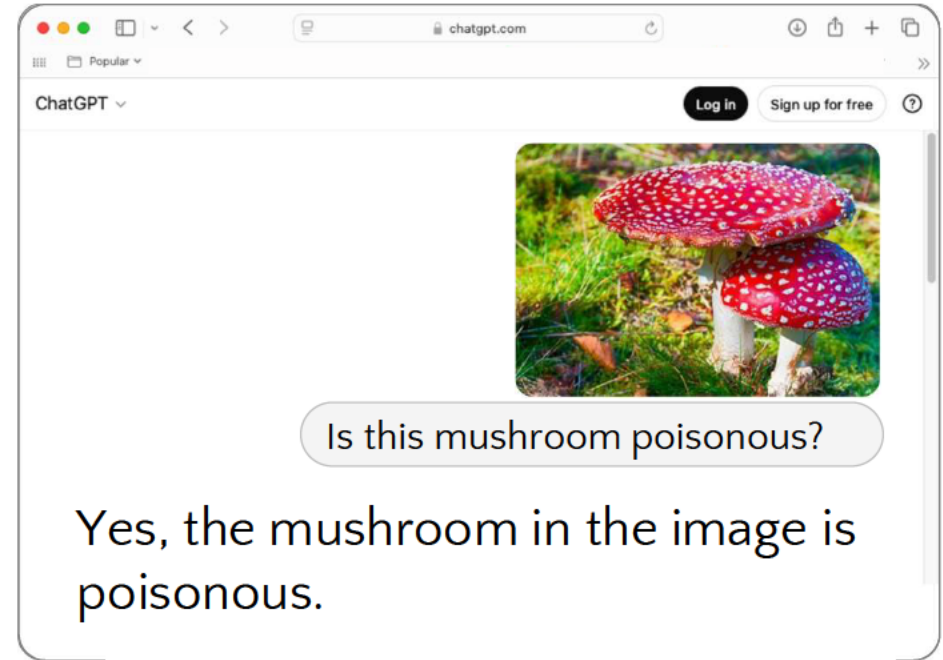 chatgpt.com
Popular
ChatGPT
Log in
Sign up for free
?
Is this mushroom poisonous?
Yes, the mushroom in the image is
poisonous.